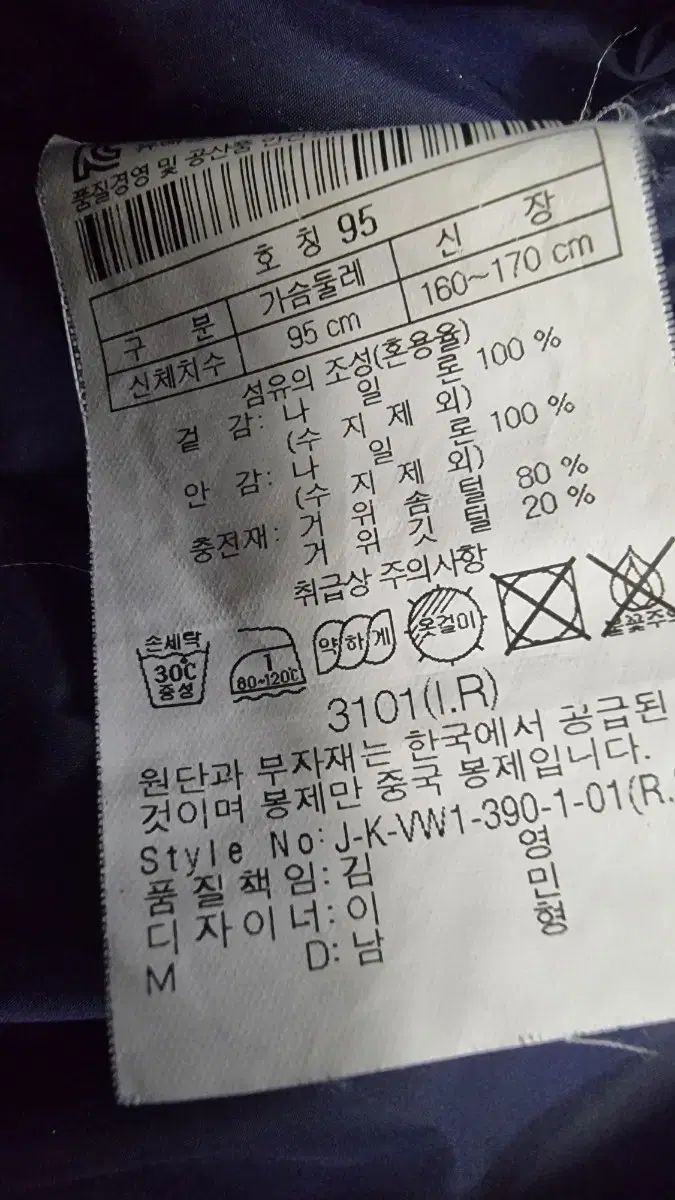 품질경영 및 공산품
호 칭 95
구 분 가슴둘레 신 장
신체치수 95 cm 160~170 cm
섬유의 조성(혼용율)
겉 감: 나 일 론 100 %
(수 지 제 외)
안 감: 나 일 론 100 %
(수 지 제 외)
충전재: 거 위 솜 털 80 %
거 위 깃 털 20 %
취급상 주의사항
손세탁
30℃
중성
1
80~120℃
약하게
옷걸이
3101(I.R)
원단과 부자재는 한국에서 공급된
것이며 봉제만 중국 봉제입니다.
Style No: J-K-VW1-390-1-01(R.
품 질 책 임: 김 영
디 자 이 너: 이 민
M D: 남 형